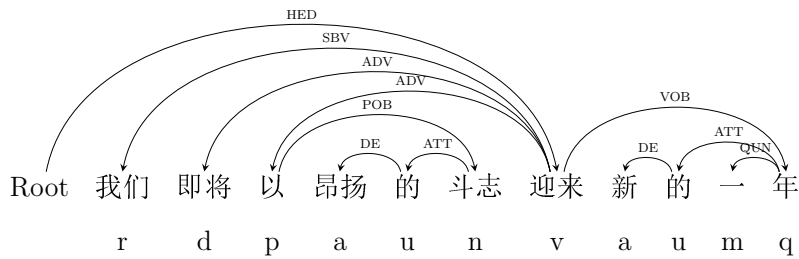 HED
SBV
ADV
ADV
POB VOB
DE ATT DE ATT QUN
Root 我们 即将 以 昂扬 的 斗志 迎来 新 的 一 年
r d p a u n v a u m q